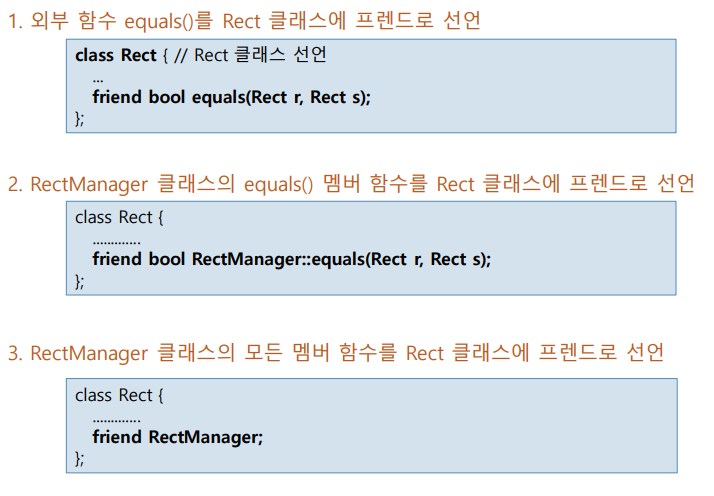 1. 외부 함수 equals()를 Rect 클래스에 프렌드로 선언
class Rect { // Rect 클래스 선언
...
friend bool equals(Rect r, Rect s);
};
2. RectManager 클래스의 equals() 멤버 함수를 Rect 클래스에 프렌드로 선언
class Rect {
.............
friend bool RectManager::equals(Rect r, Rect s);
};
3. RectManager 클래스의 모든 멤버 함수를 Rect 클래스에 프렌드로 선언
class Rect {
.............
friend RectManager;
};